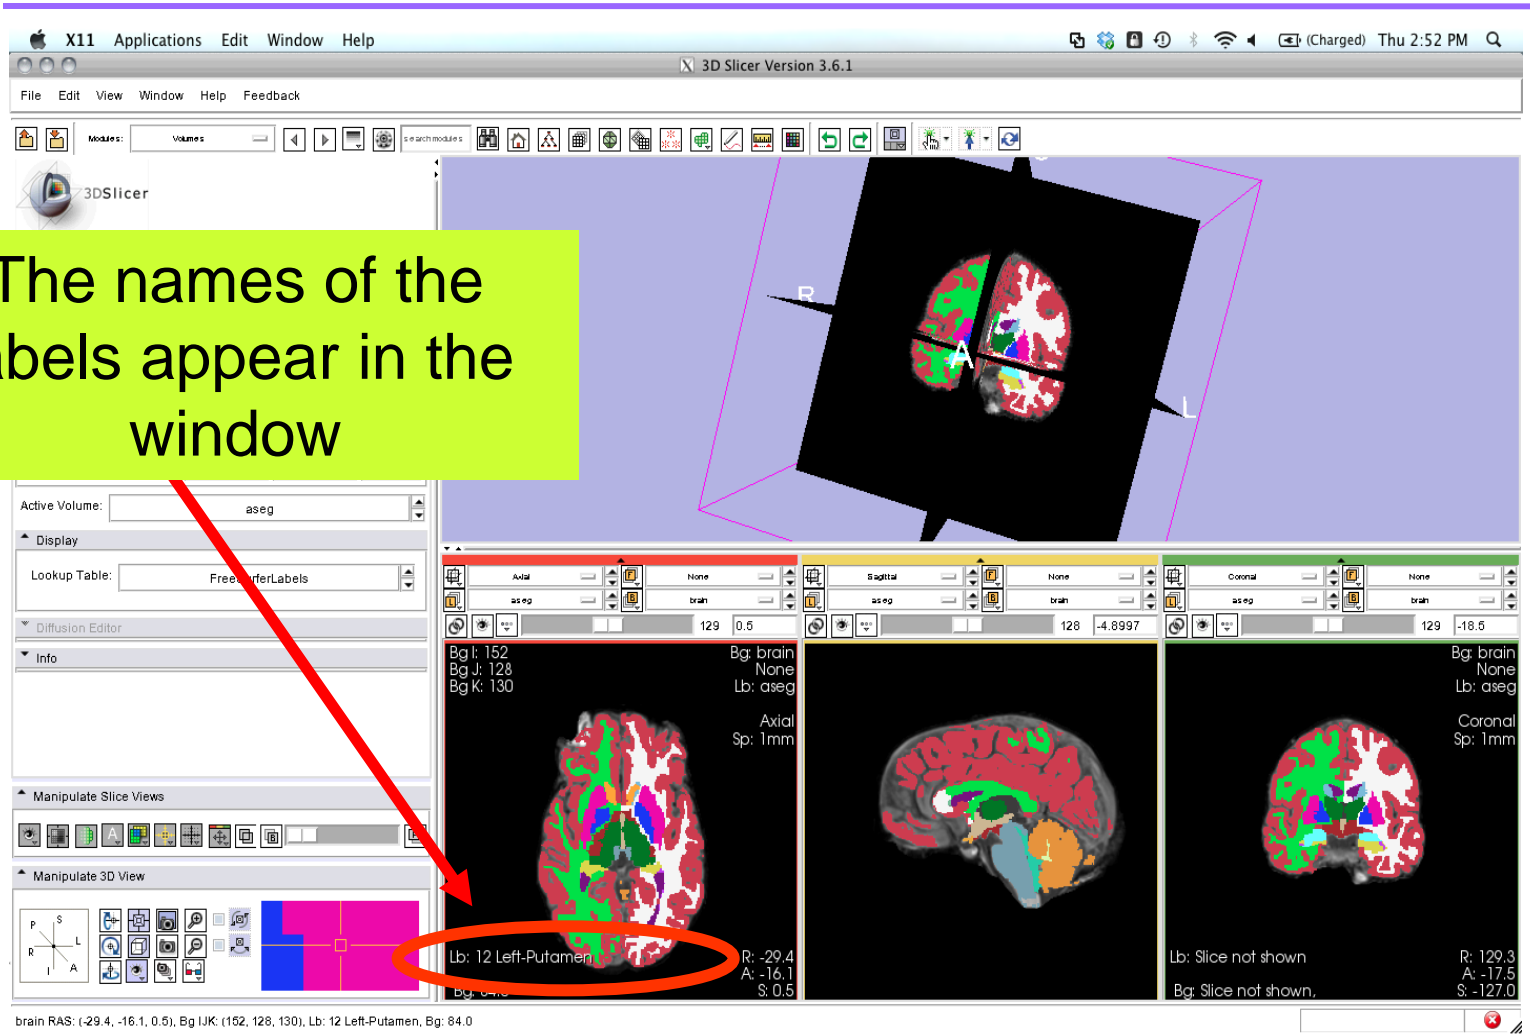 X11 Applications Edit Window Help (Charged) Thu 2:52 PM
X 3D Slicer Version 3.6.1
File Edit View Window Help Feedback
Modules: Volumes search modules
3DSlicer
The names of the
abels appear in the
window
R
A
L
Active Volume: aseg
Display
Lookup Table: FreeSurferLabels
Diffusion Editor
Info
Manipulate Slice Views
Manipulate 3D View
P S
R L
I A
Axial F None
L aseg B brain
129 0.5
Bg I: 152 Bg: brain
Bg J: 128 None
Bg K: 130 Lb: aseg
Axial
Sp: 1mm
Lb: 12 Left-Putamen R: -29.4
A: -16.1
Bg: 84.0 S: 0.5
Sagittal F None
L aseg B brain
128 -4.8997
Coronal F None
L aseg B brain
129 -18.5
Bg: brain
None
Lb: aseg
Coronal
Sp: 1mm
Lb: Slice not shown R: 129.3
A: -17.5
Bg: Slice not shown, S: -127.0
brain RAS: (-29.4, -16.1, 0.5), Bg IJK: (152, 128, 130), Lb: 12 Left-Putamen, Bg: 84.0